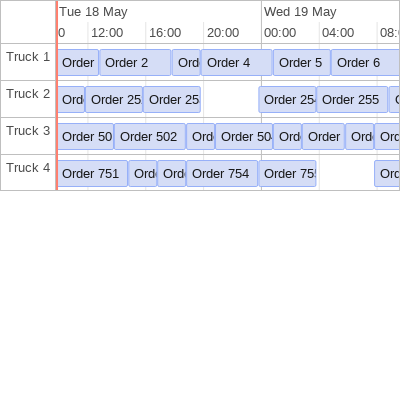 Tue 18 May Wed 19 May
0 12:00 16:00 20:00 00:00 04:00 08:
Truck 1 Order Order 2 Ord Order 4 Order 5 Order 6
Truck 2 Ord Order 25 Order 25 Order 25 Order 255
Truck 3 Order 50 Order 502 Ord Order 50 Ord Order Ord Ord
Truck 4 Order 751 Ord Ord Order 754 Order 75 Ord